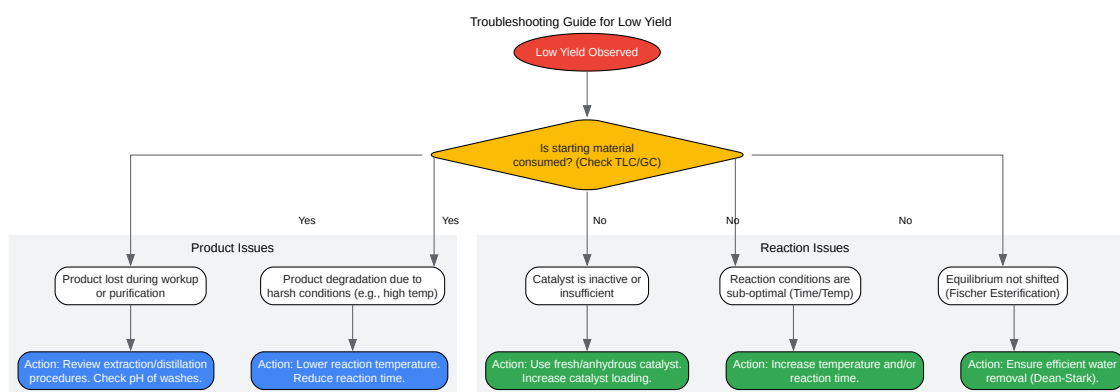 Troubleshooting Guide for Low Yield
Low Yield Observed
Is starting material
consumed? (Check TLC/GC)
Yes
Yes
No
No
No
Product Issues
Reaction Issues
Product lost during workup
or purification
Product degradation due to
harsh conditions (e.g., high temp)
Catalyst is inactive or
insufficient
Reaction conditions are
sub-optimal (Time/Temp)
Equilibrium not shifted
(Fischer Esterification)
Action: Review extraction/distillation
procedures. Check pH of washes.
Action: Lower reaction temperature.
Reduce reaction time.
Action: Use fresh/anhydrous catalyst.
Increase catalyst loading.
Action: Increase temperature and/or
reaction time.
Action: Ensure efficient water
removal (Dean-Stark).